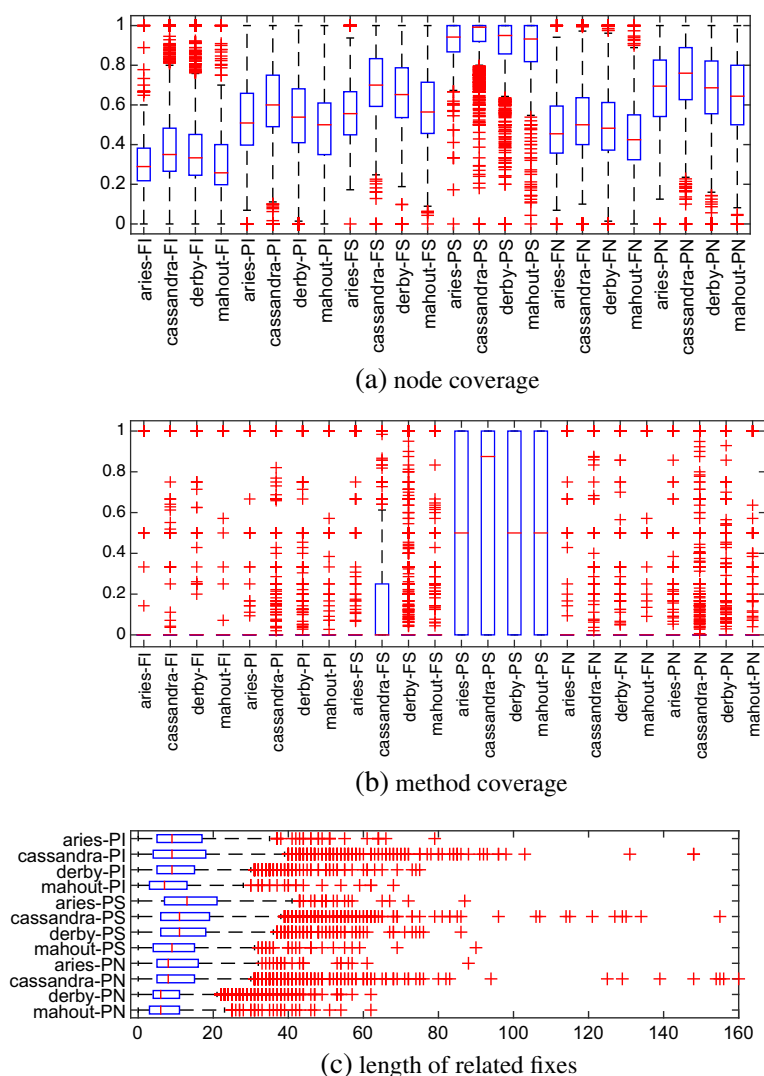 1
0.8
0.6
0.4
0.2
0
aries-FI
cassandra-FI
derby-FI
mahout-FI
aries-PI
cassandra-PI
derby-PI
mahout-PI
aries-FS
cassandra-FS
derby-FS
mahout-FS
aries-PS
cassandra-PS
derby-PS
mahout-PS
aries-FN
cassandra-FN
derby-FN
mahout-FN
aries-PN
cassandra-PN
derby-PN
mahout-PN
(a) node coverage
1
0.8
0.6
0.4
0.2
0
aries-FI
cassandra-FI
derby-FI
mahout-FI
aries-PI
cassandra-PI
derby-PI
mahout-PI
aries-FS
cassandra-FS
derby-FS
mahout-FS
aries-PS
cassandra-PS
derby-PS
mahout-PS
aries-FN
cassandra-FN
derby-FN
mahout-FN
aries-PN
cassandra-PN
derby-PN
mahout-PN
(b) method coverage
aries-PI
cassandra-PI
derby-PI
mahout-PI
aries-PS
cassandra-PS
derby-PS
mahout-PS
aries-PN
cassandra-PN
derby-PN
mahout-PN
0 20 40 60 80 100 120 140 160
(c) length of related fixes